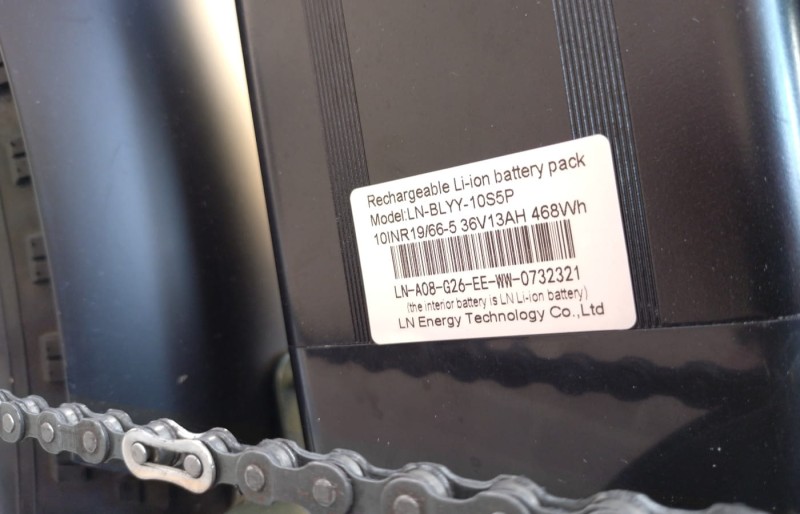 Rechargeable Li-ion battery pack
Model:LN-BLYY-10S5P
10INR19/66-5 36V13AH 468Wh
LN-A08-G26-EE-WW-0732321
(the interior battery is LN Li-ion battery)
LN Energy Technology Co.,Ltd